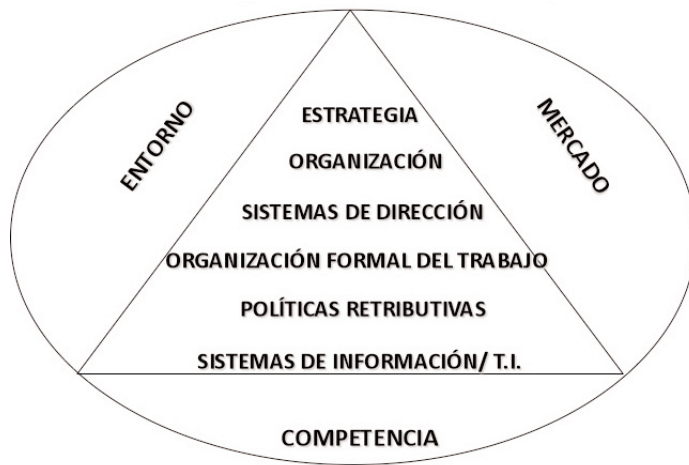 ENTORNO
MERCADO
ESTRATEGIA
ORGANIZACIÓN
SISTEMAS DE DIRECCIÓN
ORGANIZACIÓN FORMAL DEL TRABAJO
POLÍTICAS RETRIBUTIVAS
SISTEMAS DE INFORMACIÓN/ T.I.
COMPETENCIA